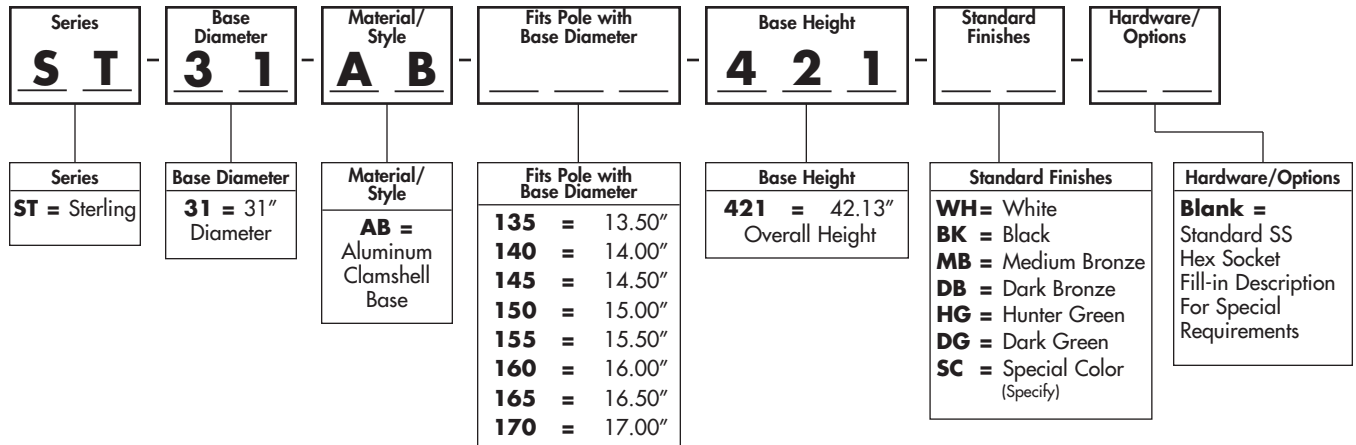 Series
S T
-
Base
Diameter
3 1
-
Material/
Style
A B
-
Fits Pole with
Base Diameter
-
Base Height
4 2 1
-
Standard
Finishes
-
Hardware/
Options
Series
ST = Sterling
Base Diameter
31 = 31″
Diameter
Material/
Style
AB =
Aluminum
Clamshell
Base
Fits Pole with
Base Diameter
135 = 13.50″
140 = 14.00″
145 = 14.50″
150 = 15.00″
155 = 15.50″
160 = 16.00″
165 = 16.50″
170 = 17.00″
Base Height
421 = 42.13″
Overall Height
Standard Finishes
WH= White
BK = Black
MB = Medium Bronze
DB = Dark Bronze
HG = Hunter Green
DG = Dark Green
SC = Special Color
(Specify)
Hardware/Options
Blank =
Standard SS
Hex Socket
Fill-in Description
For Special
Requirements